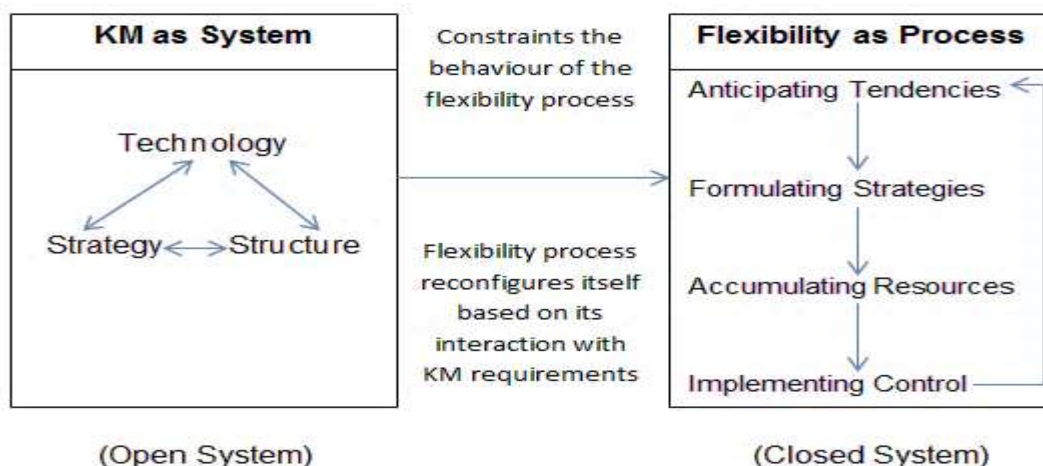 KM as System
Technology
Strategy
Structure
(Open System)
Constraints the
behaviour of the
flexibility process
Flexibility process
reconfigures itself
based on its
interaction with
KM requirements
Flexibility as Process
Anticipating Tendencies
Formulating Strategies
Accumulating Resources
Implementing Control
(Closed System)